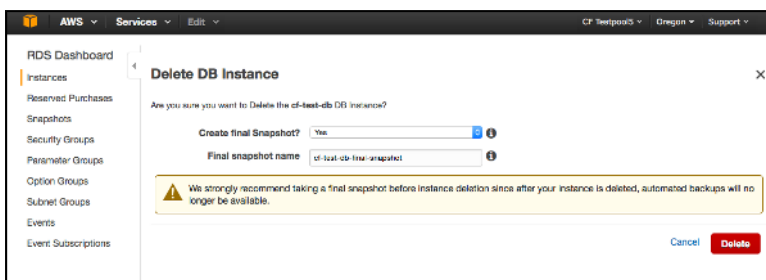 AWS Services Edit CF Testpool5 Oregon Support
RDS Dashboard
Instances
Reserved Purchases
Snapshots
Security Groups
Parameter Groups
Option Groups
Subnet Groups
Events
Event Subscriptions
Delete DB Instance
Are you sure you want to Delete the cf-test-db DB Instance?
Create final Snapshot? Yes
Final snapshot name cf-test-db-final-snapshot
We strongly recommend taking a final snapshot before instance deletion since after your instance is deleted, automated backups will no
longer be available.
Cancel Delete